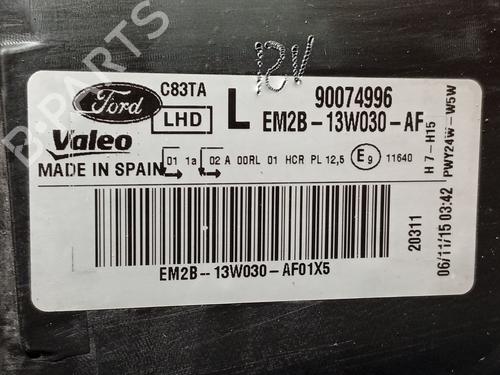 12V
Ford
C83TA
LHD
L
90074996
EM2B-13W030-AF
Valeo
MADE IN SPAIN
01 1a 02 A 00RL 01 HCR PL 12,5 E9 11640
EM2B--13W030-AF01X5
H7-H15
PWY24W-W5W
20311
06/11/15 03:42
B-PARTS